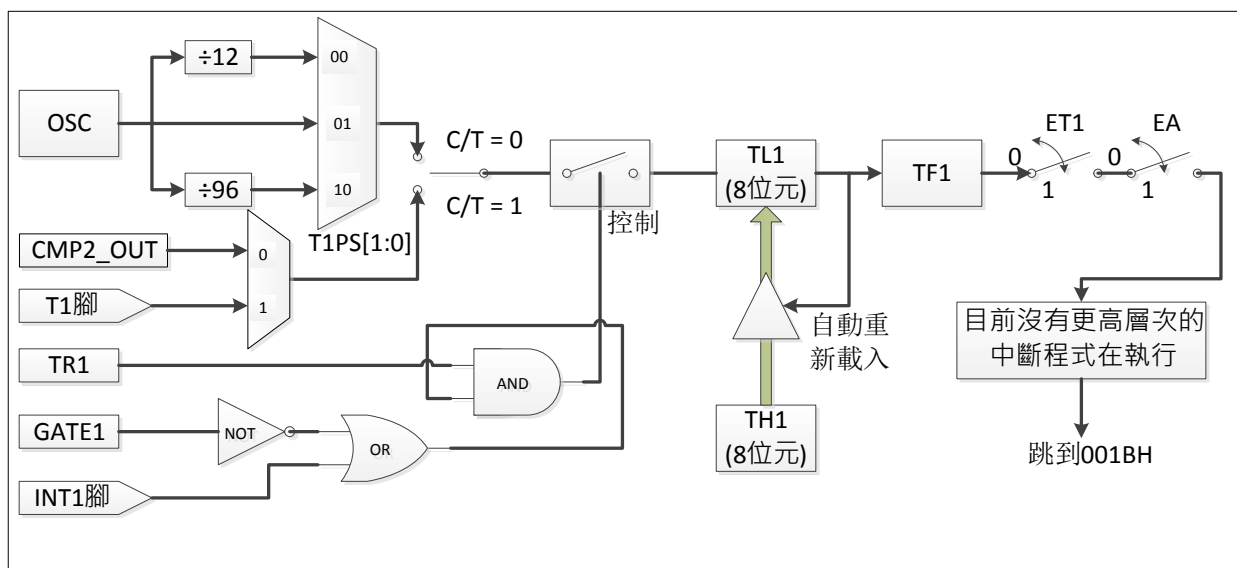 ÷12
00
OSC
01
÷96
10
C/T = 0
C/T = 1
T1PS[1:0]
CMP2_OUT
0
T1腳
1
TR1
AND
GATE1
NOT
OR
INT1腳
控制
TL1
(8位元)
自動重
新載入
TH1
(8位元)
TF1
ET1
0
1
EA
0
1
目前沒有更高層次的
中斷程式在執行
跳到001BH